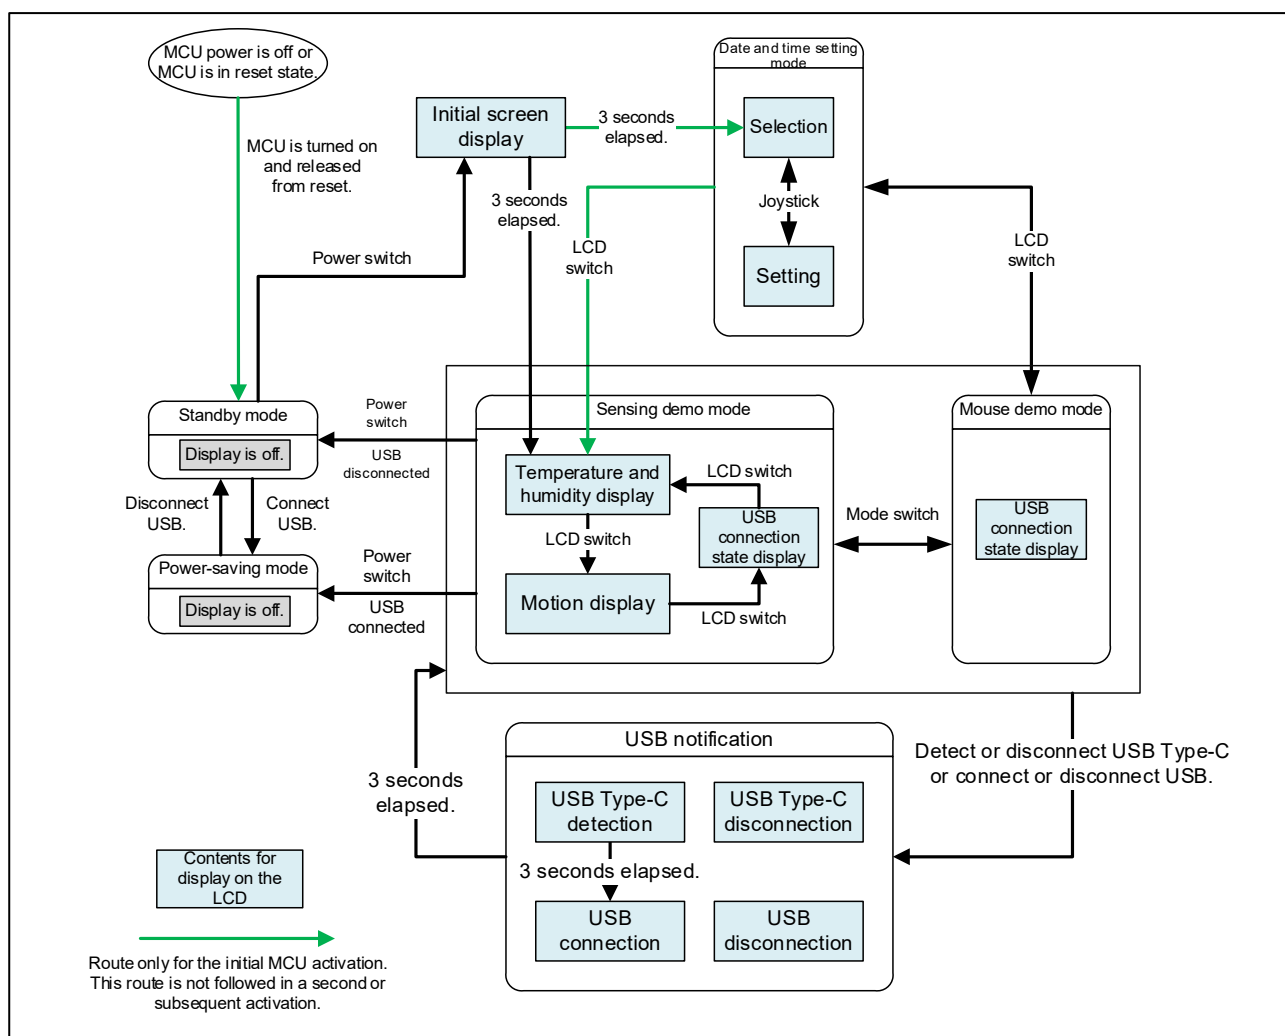 MCU power is off or
MCU is in reset state.
MCU is turned on
and released
from reset.
Initial screen
display
3 seconds
elapsed.
Date and time setting
mode
Selection
Joystick
Setting
3 seconds
elapsed.
LCD
switch
LCD
switch
Power switch
Standby mode
Display is off.
Power
switch
USB
disconnected
Disconnect
USB.
Connect
USB.
Power-saving mode
Display is off.
Power
switch
USB
connected
Sensing demo mode
Temperature and
humidity display
LCD switch
LCD switch
USB
connection
state display
Motion display
LCD switch
Mode switch
Mouse demo mode
USB
connection
state display
3 seconds
elapsed.
USB notification
USB Type-C
detection
USB Type-C
disconnection
3 seconds elapsed.
USB
connection
USB
disconnection
Detect or disconnect USB Type-C
or connect or disconnect USB.
Contents for
display on the
LCD
Route only for the initial MCU activation.
This route is not followed in a second or
subsequent activation.